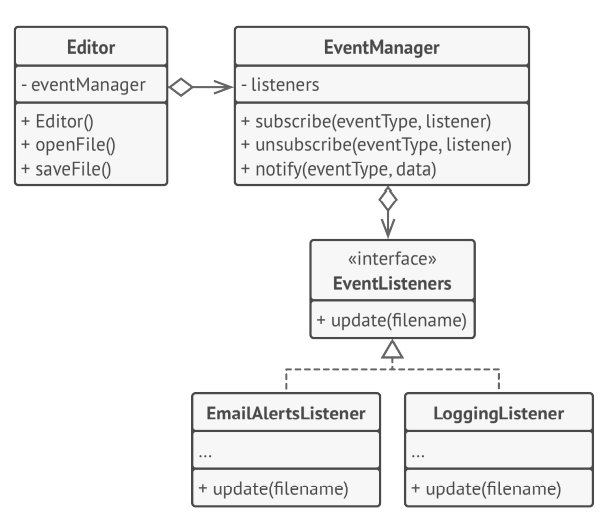 Editor
- eventManager
+ Editor()
+ openFile()
+ saveFile()
EventManager
- listeners
+ subscribe(eventType, listener)
+ unsubscribe(eventType, listener)
+ notify(eventType, data)
«interface»
EventListeners
+ update(filename)
EmailAlertsListener
...
+ update(filename)
LoggingListener
...
+ update(filename)